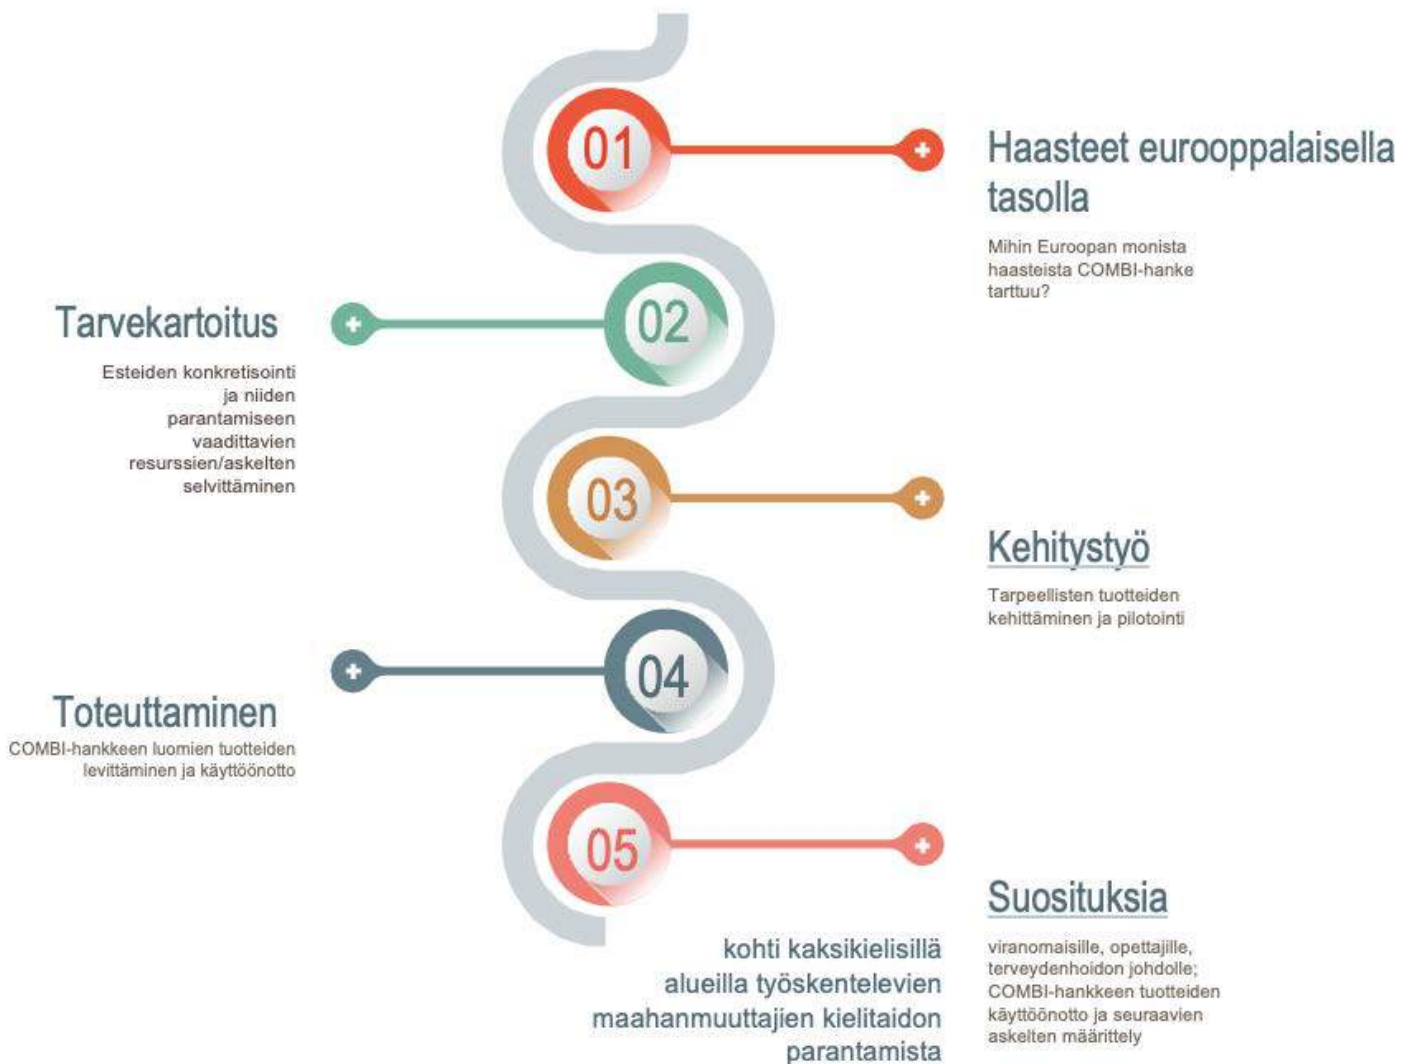 01
Haasteet eurooppalaisella
tasolla
Mihin Euroopan monista
haasteista COMBI-hanke
tarttuu?
02
Tarvekartoitus
Esteiden konkretisointi
ja niiden
parantamiseen
vaadittavien
resurssien/askelten
selvittäminen
03
Kehitystyö
Tarpeellisten tuotteiden
kehittäminen ja pilotointi
04
Toteuttaminen
COMBI-hankkeen luomien tuotteiden
levittäminen ja käyttöönotto
05
Suosituksia
viranomaisille, opettajille,
terveydenhoidon johdolle;
COMBI-hankkeen tuotteiden
käyttöönotto ja seuraavien
askelten määrittely
kohti kaksikielisillä
alueilla työskentelevien
maahanmuuttajien kielitaidon
parantamista